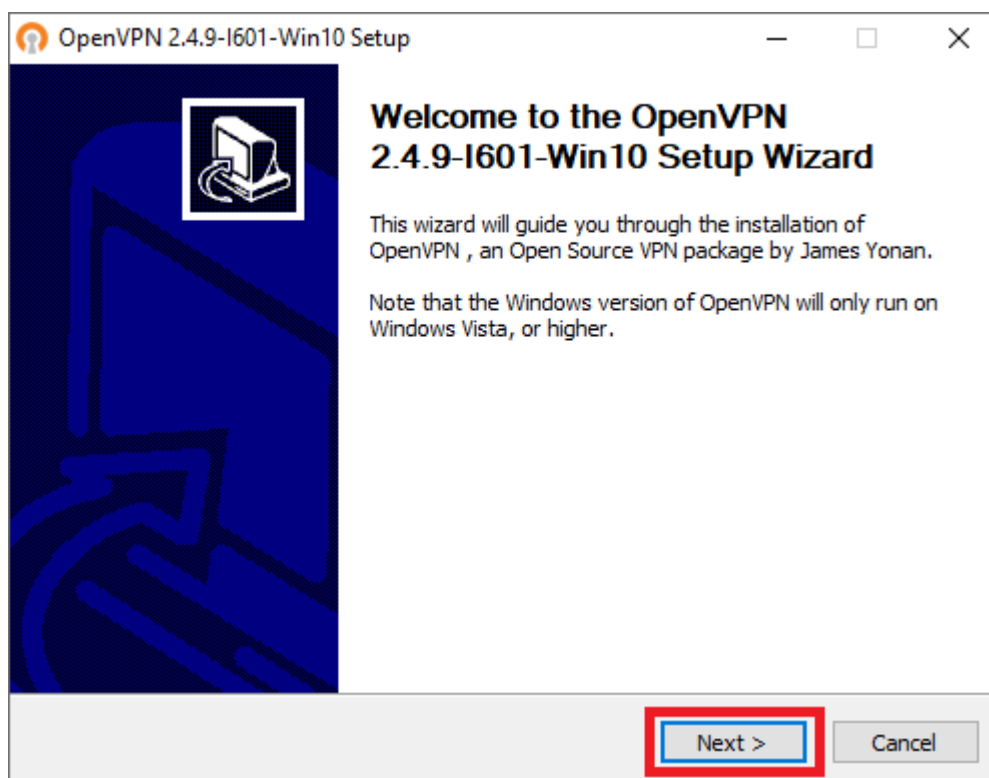 OpenVPN 2.4.9-I601-Win10 Setup
Welcome to the OpenVPN
2.4.9-I601-Win10 Setup Wizard
This wizard will guide you through the installation of
OpenVPN , an Open Source VPN package by James Yonan.
Note that the Windows version of OpenVPN will only run on
Windows Vista, or higher.
Next >
Cancel